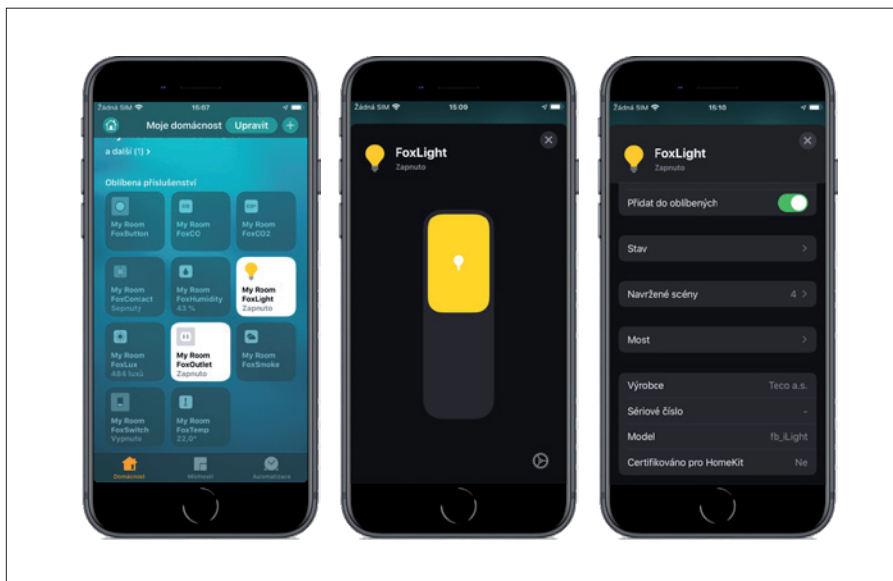 Žádná SIM 15:07
Moje domácnost Upravit +
a další (1) >
Oblíbená příslušenství
My Room
FoxButton
My Room
FoxCC
My Room
FoxCO2
My Room
FoxContact
Sepnutý
My Room
FoxHumidity
43 %
My Room
FoxLight
Zapnuto
My Room
FoxLux
484 luxů
My Room
FoxOutlet
Zapnuto
My Room
FoxSmoke
My Room
FoxSwitch
Vypnuto
My Room
FoxTemp
22,0°
Domácnost
Místnosti
Automatizace
Žádná SIM 15:09
FoxLight
Zapnuto
Žádná SIM 15:10
FoxLight
Zapnuto
Přidat do oblíbených
Stav >
Navržené scény 4 >
Most >
Výrobce Teco a.s.
Sériové číslo -
Model fb_iLight
Certifikováno pro HomeKit Ne